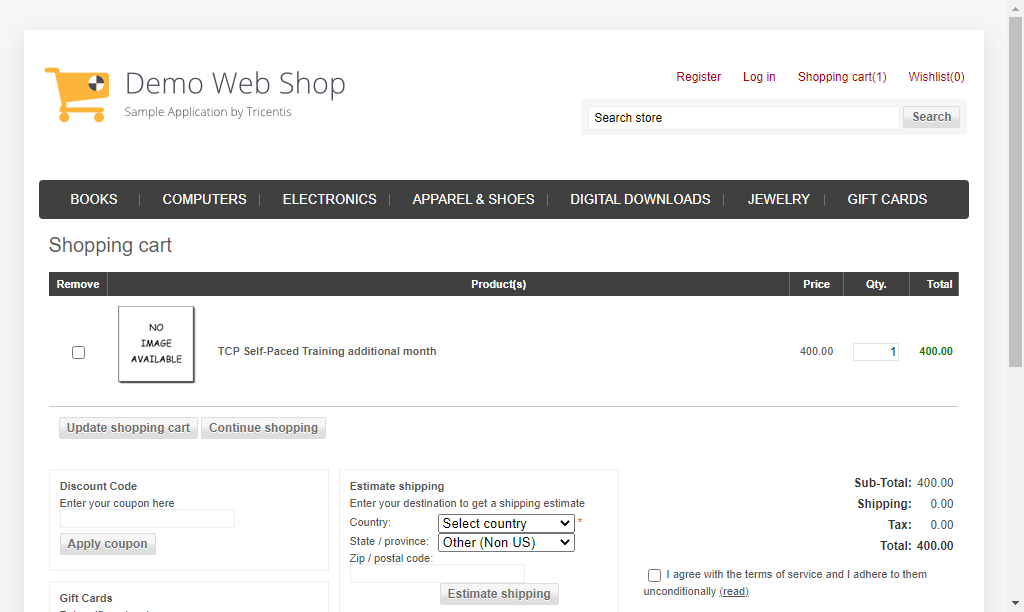 Demo Web Shop
Sample Application by Tricentis
Register Log in Shopping cart(1) Wishlist(0)
Search store Search
BOOKS COMPUTERS ELECTRONICS APPAREL & SHOES DIGITAL DOWNLOADS JEWELRY GIFT CARDS
Shopping cart
Remove Product(s) Price Qty. Total
NO
IMAGE
AVAILABLE
TCP Self-Paced Training additional month 400.00 1 400.00
Update shopping cart Continue shopping
Discount Code
Enter your coupon here
Apply coupon
Gift Cards
Estimate shipping
Enter your destination to get a shipping estimate
Country: Select country *
State / province: Other (Non US)
Zip / postal code:
Estimate shipping
Sub-Total: 400.00
Shipping: 0.00
Tax: 0.00
Total: 400.00
I agree with the terms of service and I adhere to them
unconditionally (read)